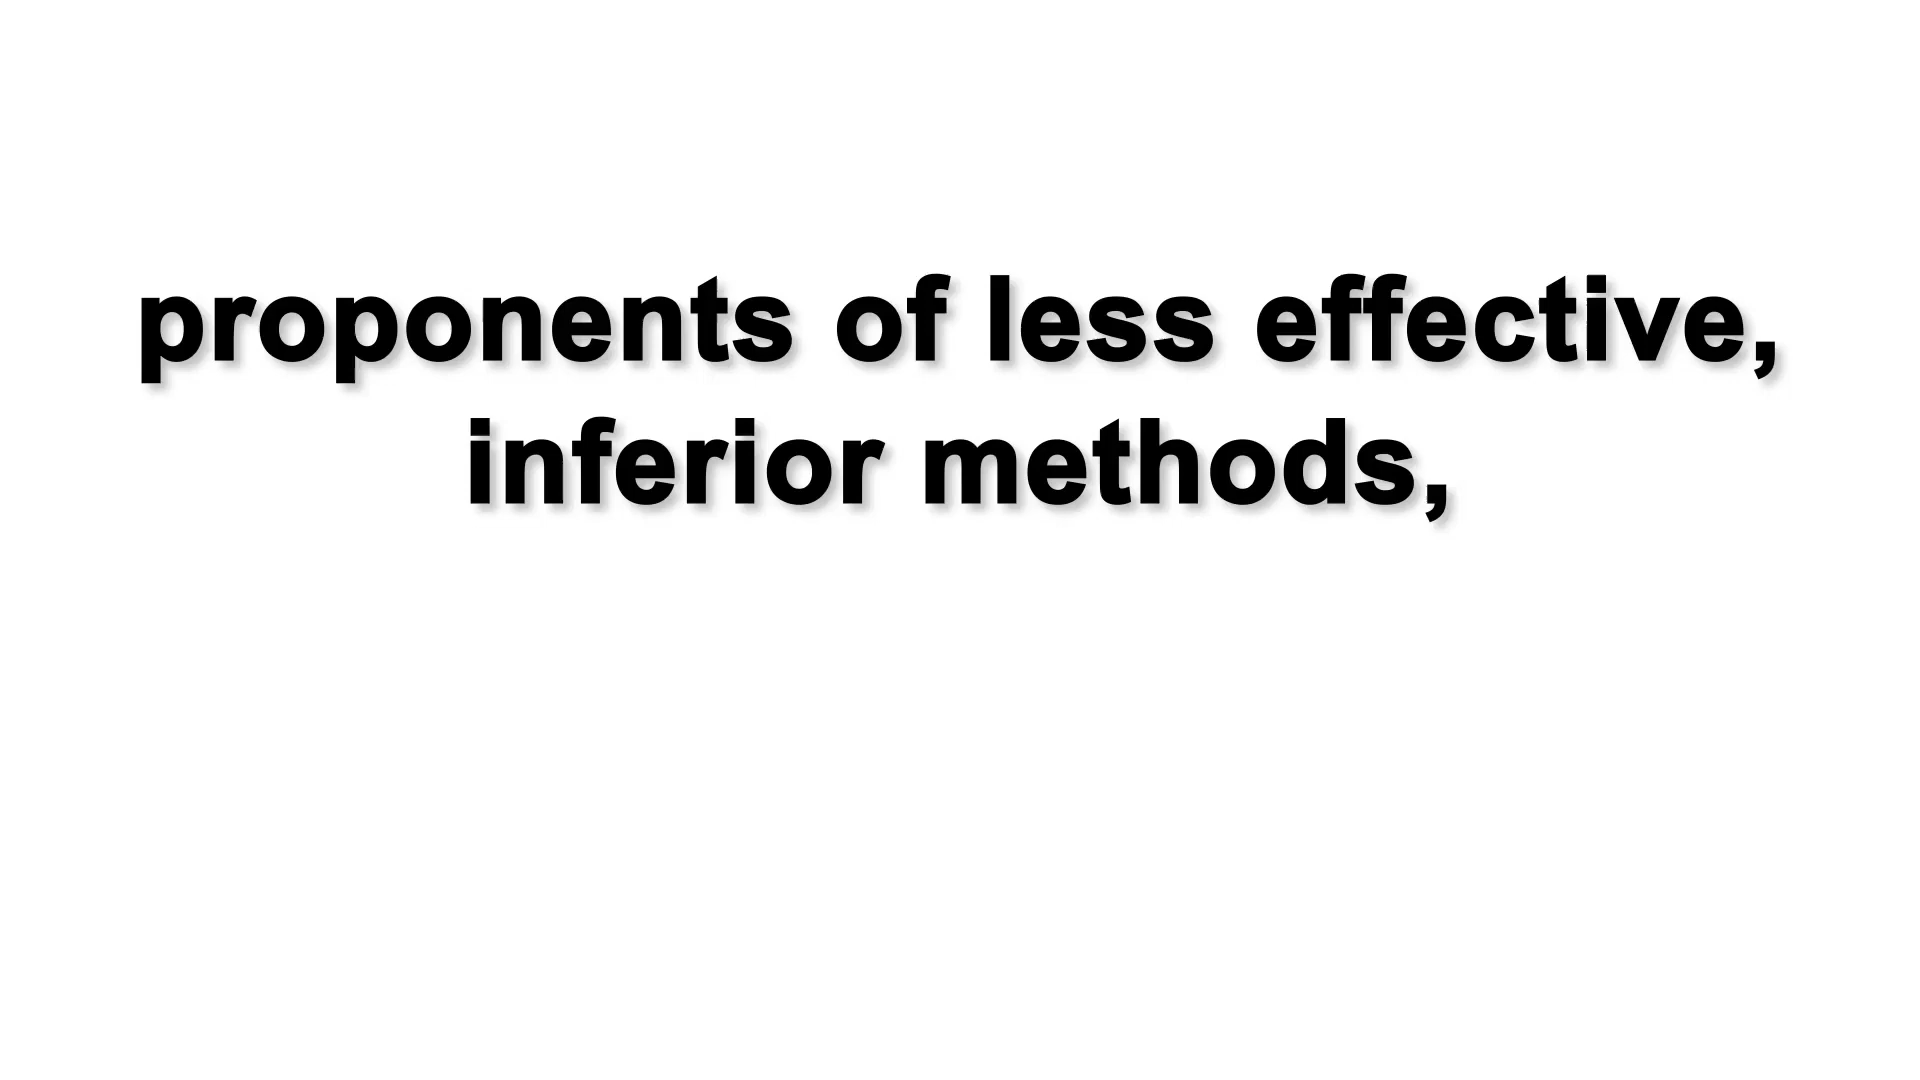 proponents of less effective,
inferior methods,